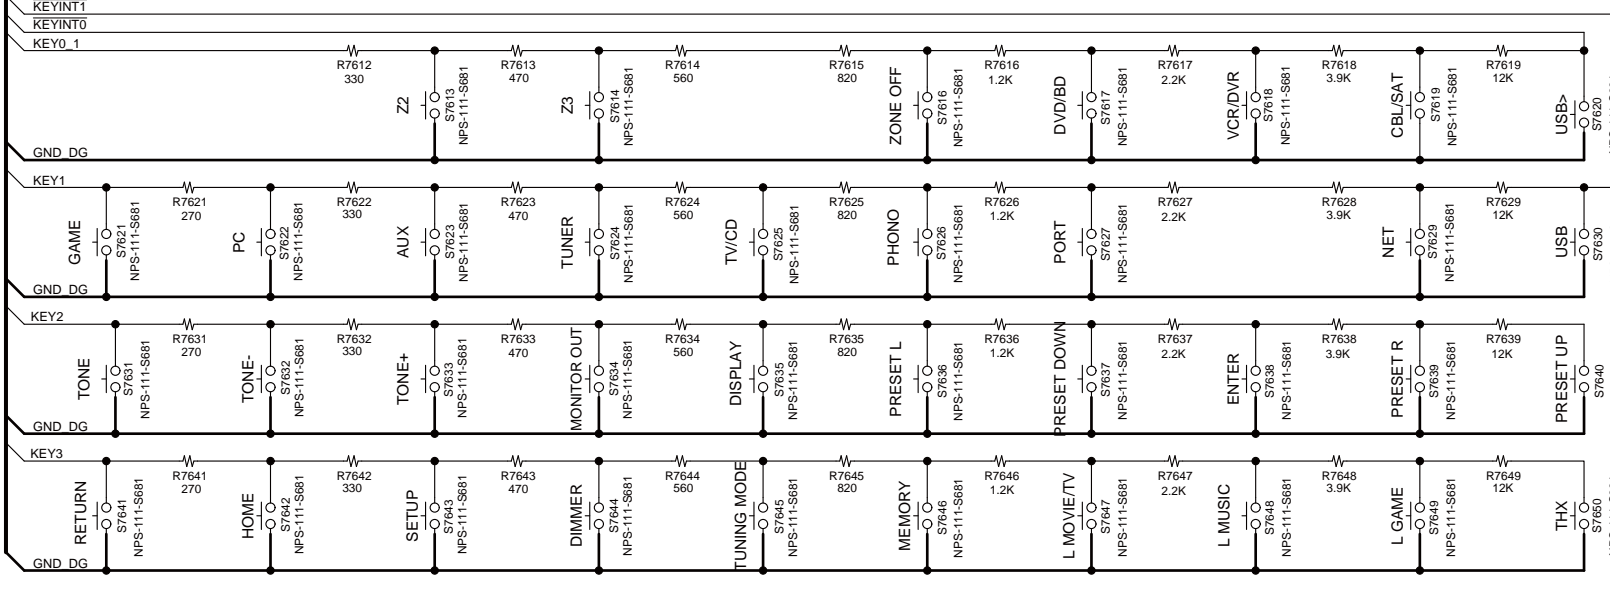 KEYINT1
KEYINT0
KEY0_1
R7612
330
R7613
470
R7614
560
R7615
820
R7616
1.2K
R7617
2.2K
R7618
3.9K
R7619
12K
Z2
S7613
NPS-111-S681
Z3
S7614
NPS-111-S681
ZONE OFF
S7616
NPS-111-S681
DVD/BD
S7617
NPS-111-S681
VCR/DVR
S7618
NPS-111-S681
CBL/SAT
S7619
NPS-111-S681
USB>
S7620
GND_DG
KEY1
R7621
270
R7622
330
R7623
470
R7624
560
R7625
820
R7626
1.2K
R7627
2.2K
R7628
3.9K
R7629
12K
GAME
S7621
NPS-111-S681
PC
S7622
NPS-111-S681
AUX
S7623
NPS-111-S681
TUNER
S7624
NPS-111-S681
TV/CD
S7625
NPS-111-S681
PHONO
S7626
NPS-111-S681
PORT
S7627
NPS-111-S681
NET
S7629
NPS-111-S681
USB
S7630
GND_DG
KEY2
R7631
270
R7632
330
R7633
470
R7634
560
R7635
820
R7636
1.2K
R7637
2.2K
R7638
3.9K
R7639
12K
TONE
S7631
NPS-111-S681
TONE-
S7632
NPS-111-S681
TONE+
S7633
NPS-111-S681
MONITOR OUT
S7634
NPS-111-S681
DISPLAY
S7635
NPS-111-S681
PRESET L
S7636
NPS-111-S681
PRESET DOWN
S7637
NPS-111-S681
ENTER
S7638
NPS-111-S681
PRESET R
S7639
NPS-111-S681
PRESET UP
S7640
GND_DG
KEY3
R7641
270
R7642
330
R7643
470
R7644
560
R7645
820
R7646
1.2K
R7647
2.2K
R7648
3.9K
R7649
12K
RETURN
S7641
NPS-111-S681
HOME
S7642
NPS-111-S681
SETUP
S7643
NPS-111-S681
DIMMER
S7644
NPS-111-S681
TUNING MODE
S7645
NPS-111-S681
MEMORY
S7646
NPS-111-S681
L MOVIE/TV
S7647
NPS-111-S681
L MUSIC
S7648
NPS-111-S681
L GAME
S7649
NPS-111-S681
THX
S7650
GND_DG